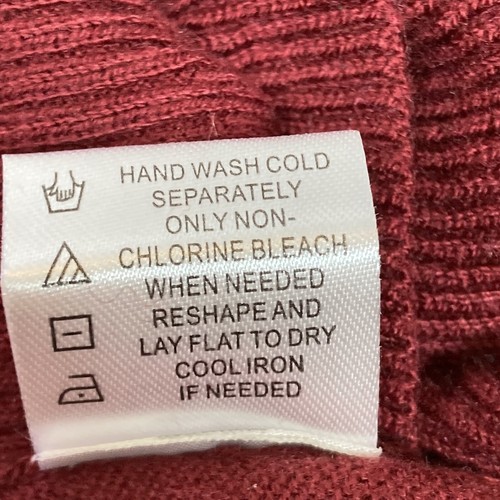 HAND WASH COLD
SEPARATELY
ONLY NON-
CHLORINE BLEACH
WHEN NEEDED
RESHAPE AND
LAY FLAT TO DRY
COOL IRON
IF NEEDED